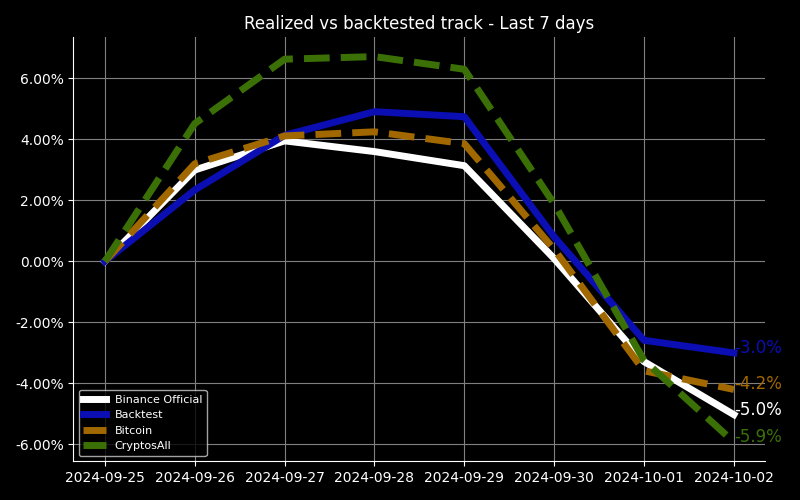 Realized vs backtested track - Last 7 days
6.00%
4.00%
2.00%
0.00%
-2.00%
-4.00%
-6.00%
-3.0%
-4.2%
-5.0%
-5.9%
Binance Official
Backtest
Bitcoin
CryptosAll
2024-09-25 2024-09-26 2024-09-27 2024-09-28 2024-09-29 2024-09-30 2024-10-01 2024-10-02